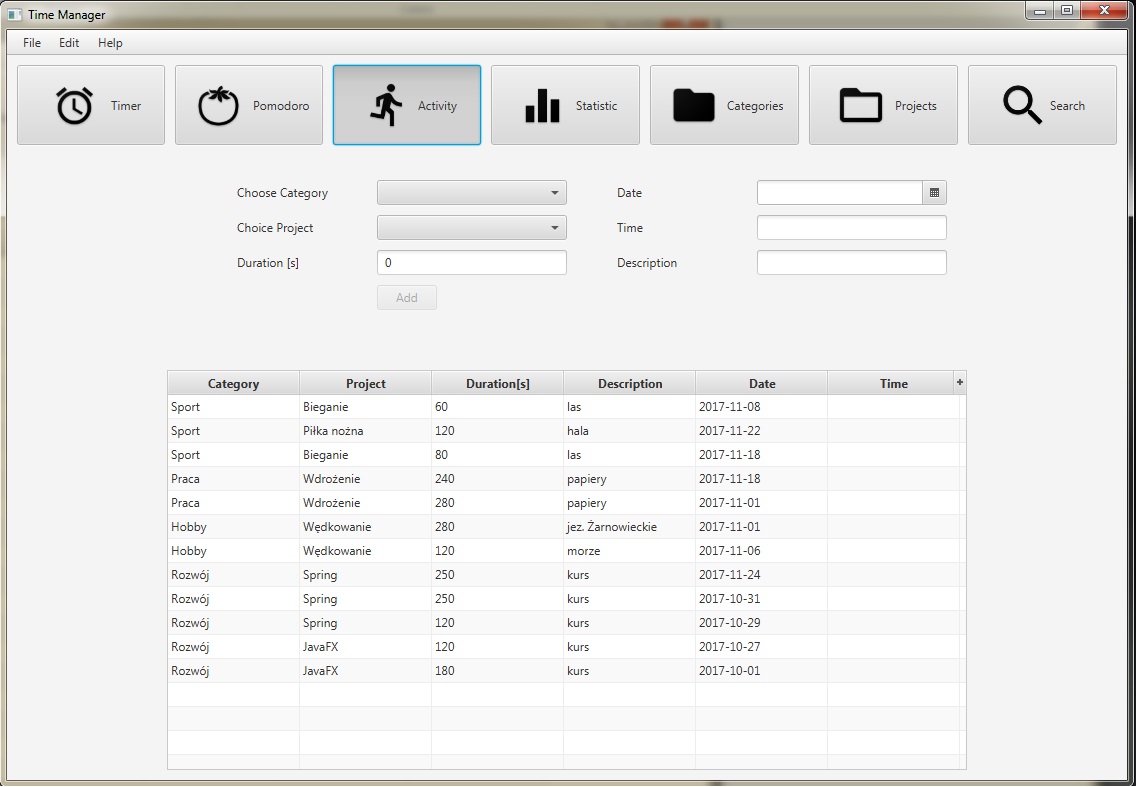 Time Manager
File Edit Help
Timer Pomodoro Activity Statistic Categories Projects Search
Choose Category Date
Choice Project Time
Duration [s] 0 Description
Add
Category Project Duration[s] Description Date Time +
Sport Bieganie 60 las 2017-11-08
Sport Piłka nożna 120 hala 2017-11-22
Sport Bieganie 80 las 2017-11-18
Praca Wdrożenie 240 papiery 2017-11-18
Praca Wdrożenie 280 papiery 2017-11-01
Hobby Wędkowanie 280 jez. Żarnowieckie 2017-11-01
Hobby Wędkowanie 120 morze 2017-11-06
Rozwój Spring 250 kurs 2017-11-24
Rozwój Spring 250 kurs 2017-10-31
Rozwój Spring 120 kurs 2017-10-29
Rozwój JavaFX 120 kurs 2017-10-27
Rozwój JavaFX 180 kurs 2017-10-01